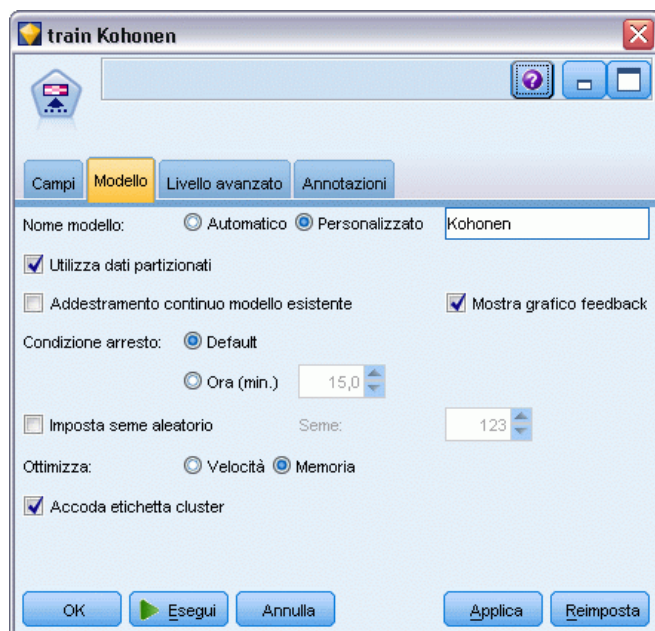 train Kohonen
Campi Modello Livello avanzato Annotazioni
Nome modello: Automatico Personalizzato Kohonen
Utilizza dati partizionati
Addestramento continuo modello esistente Mostra grafico feedback
Condizione arresto: Default
Ora (min.) 15,0
Imposta seme aleatorio Seme: 123
Ottimizza: Velocità Memoria
Accoda etichetta cluster
OK Esegui Annulla Applica Reimposta